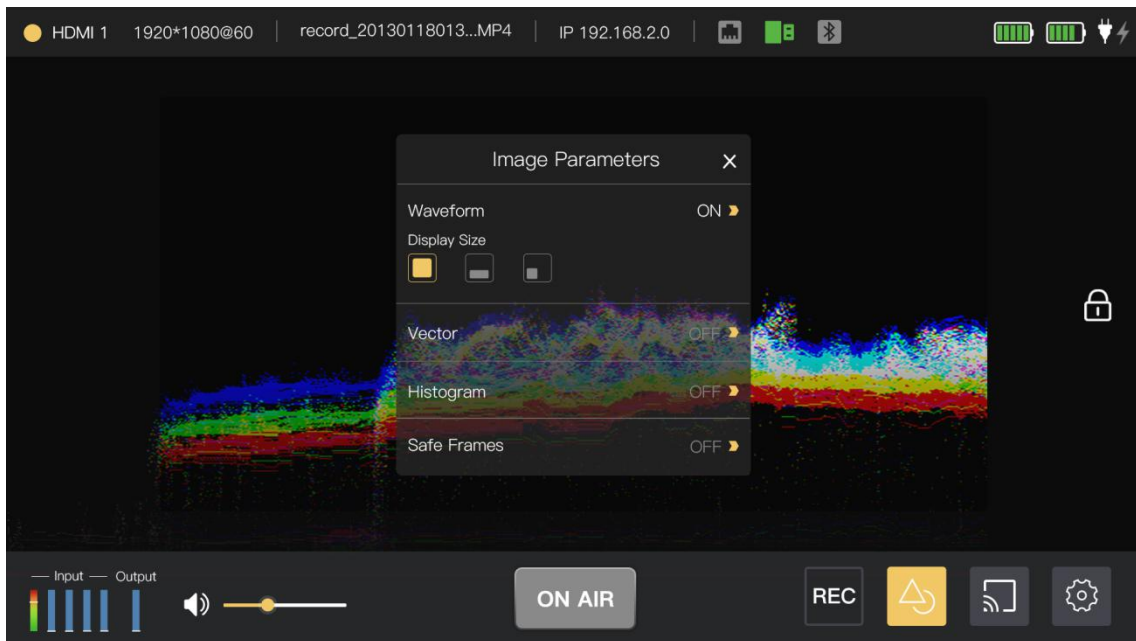 HDMI 1 1920*1080@60 record_20130118013...MP4 IP 192.168.2.0
Image Parameters
Waveform ON
Display Size
Vector OFF
Histogram OFF
Safe Frames OFF
Input Output
ON AIR
REC